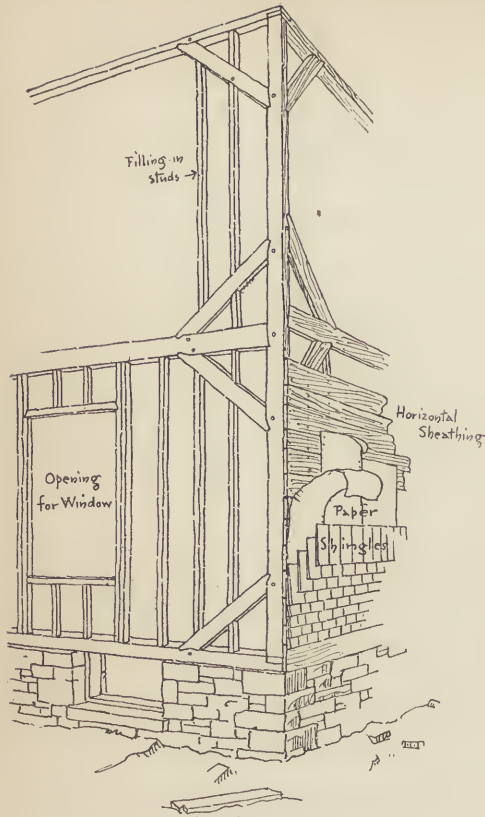 Filling-in
studs
Horizontal
Sheathing
Opening
for Window
Paper
Shingles